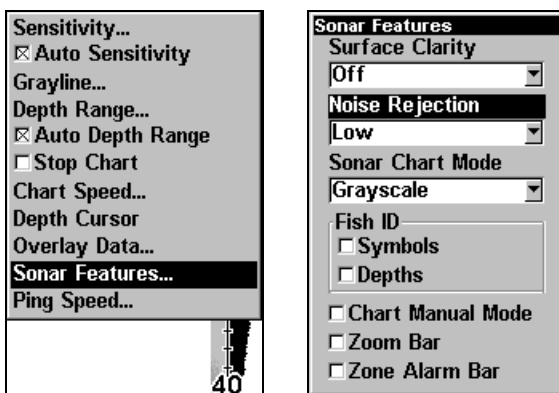 Sensitivity...
Auto Sensitivity
Grayline...
Depth Range...
Auto Depth Range
Stop Chart
Chart Speed...
Depth Cursor
Overlay Data...
Sonar Features...
Ping Speed...
40
Sonar Features
Surface Clarity
Off
Noise Rejection
Low
Sonar Chart Mode
Grayscale
Fish ID
Symbols
Depths
Chart Manual Mode
Zoom Bar
Zone Alarm Bar